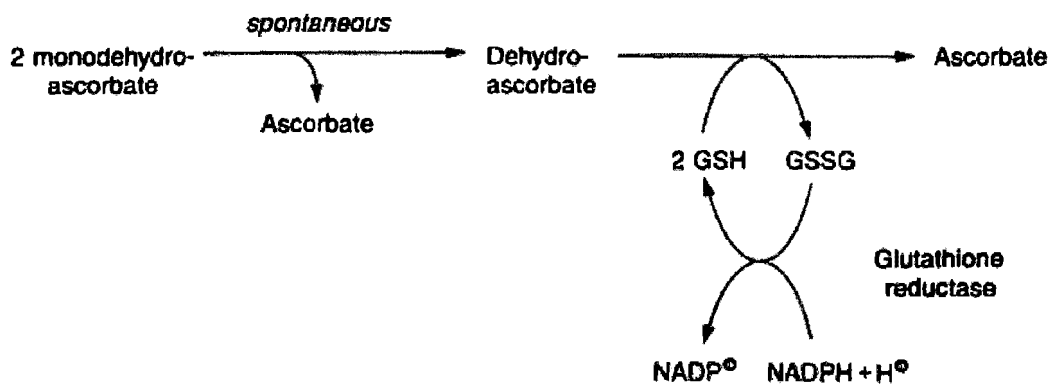 spontaneous
2 monodehydro-
ascorbate
Ascorbate
Dehydro-
ascorbate
Ascorbate
2 GSH
GSSG
Glutathione
reductase
NADP⊕
NADPH + H⊕